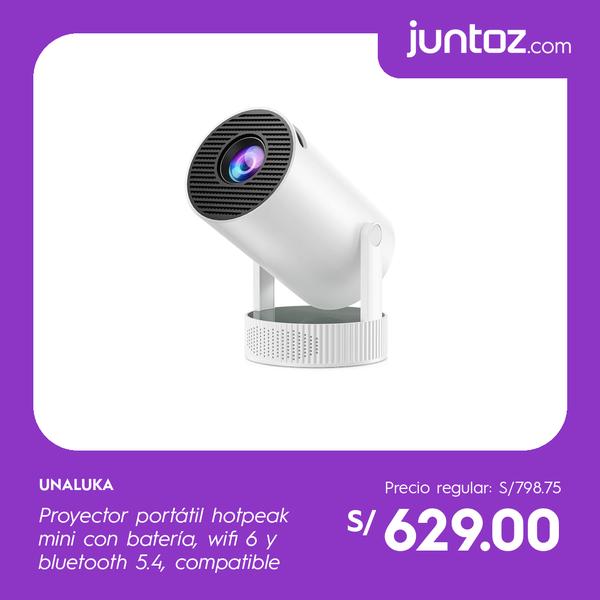 juntoz.com
UNALUKA
Proyector portátil hotpeak
mini con batería, wifi 6 y
bluetooth 5.4, compatible
Precio regular: S/798.75
S/ 629.00